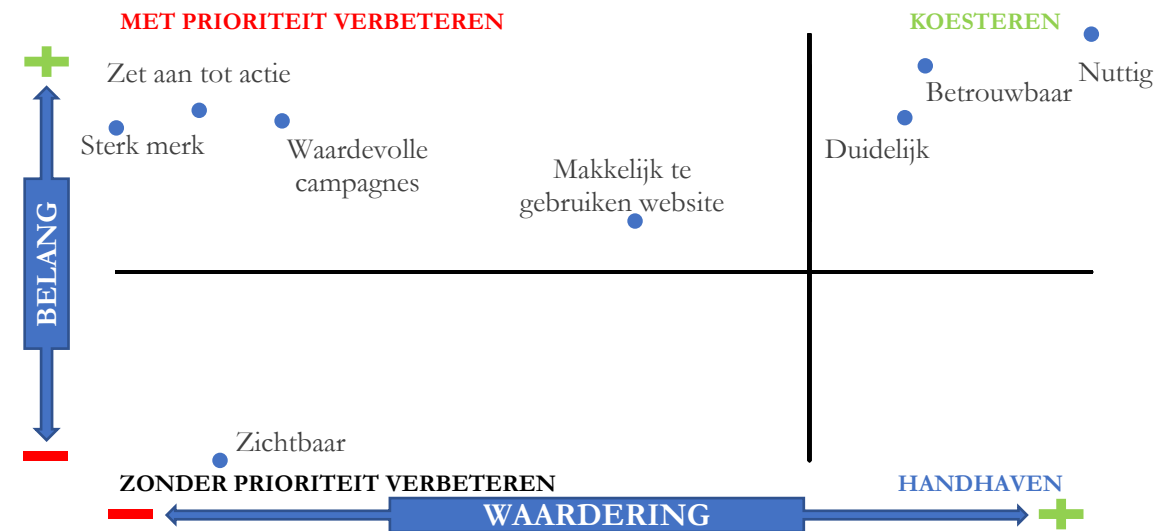 MET PRIORITEIT VERBETEREN
KOESTEREN
Zet aan tot actie
Nuttig
Betrouwbaar
Sterk merk
Waardevolle
campagnes
Duidelijk
Makkelijk te
gebruiken website
BELANG
Zichtbaar
ZONDER PRIORITEIT VERBETEREN
HANDHAVEN
WAARDERING